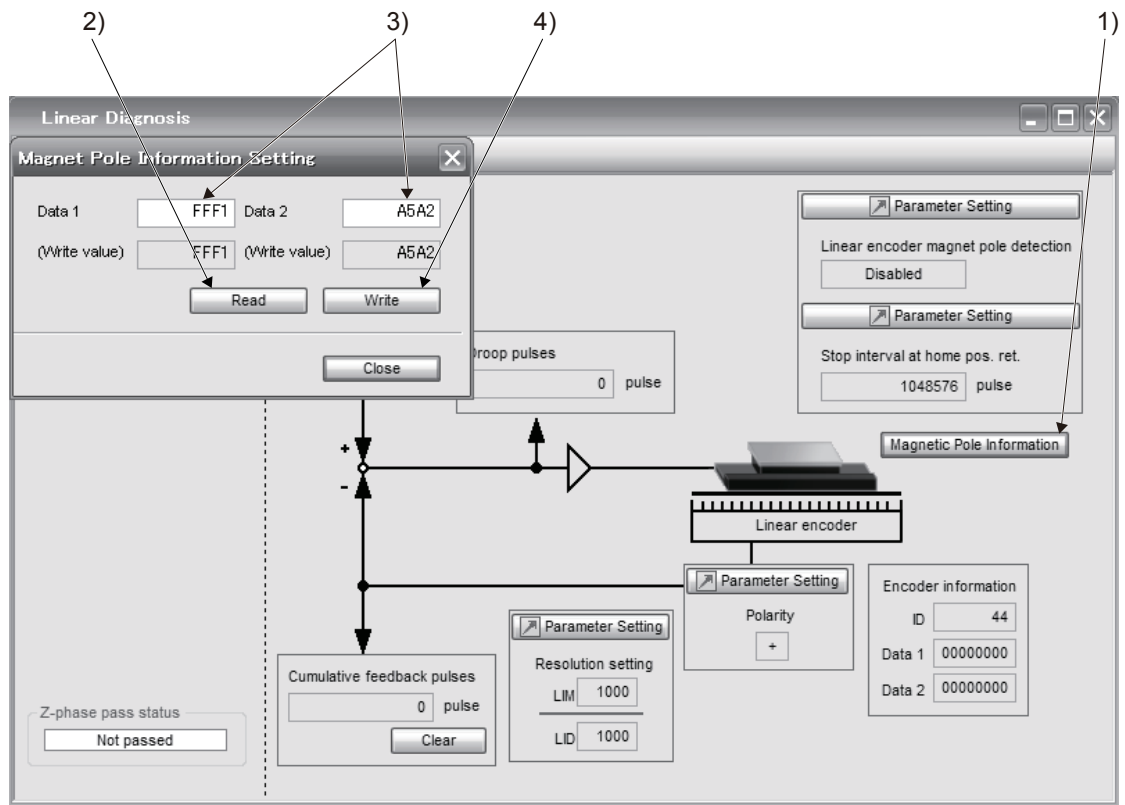 2) 3) 4) 1)
Linear Diagnosis
Magnet Pole Information Setting
Data 1 FFF1 Data 2 A5A2
(Write value) FFF1 (Write value) A5A2
Read Write
Close
Parameter Setting
Linear encoder magnet pole detection
Disabled
Parameter Setting
Stop interval at home pos. ret.
1048576 pulse
Droop pulses
0 pulse
Magnetic Pole Information
+
-
Linear encoder
Parameter Setting
Polarity
+
Encoder information
ID 44
Data 1 00000000
Data 2 00000000
Parameter Setting
Resolution setting
LIM 1000
LID 1000
Cumulative feedback pulses
0 pulse
Clear
Z-phase pass status
Not passed